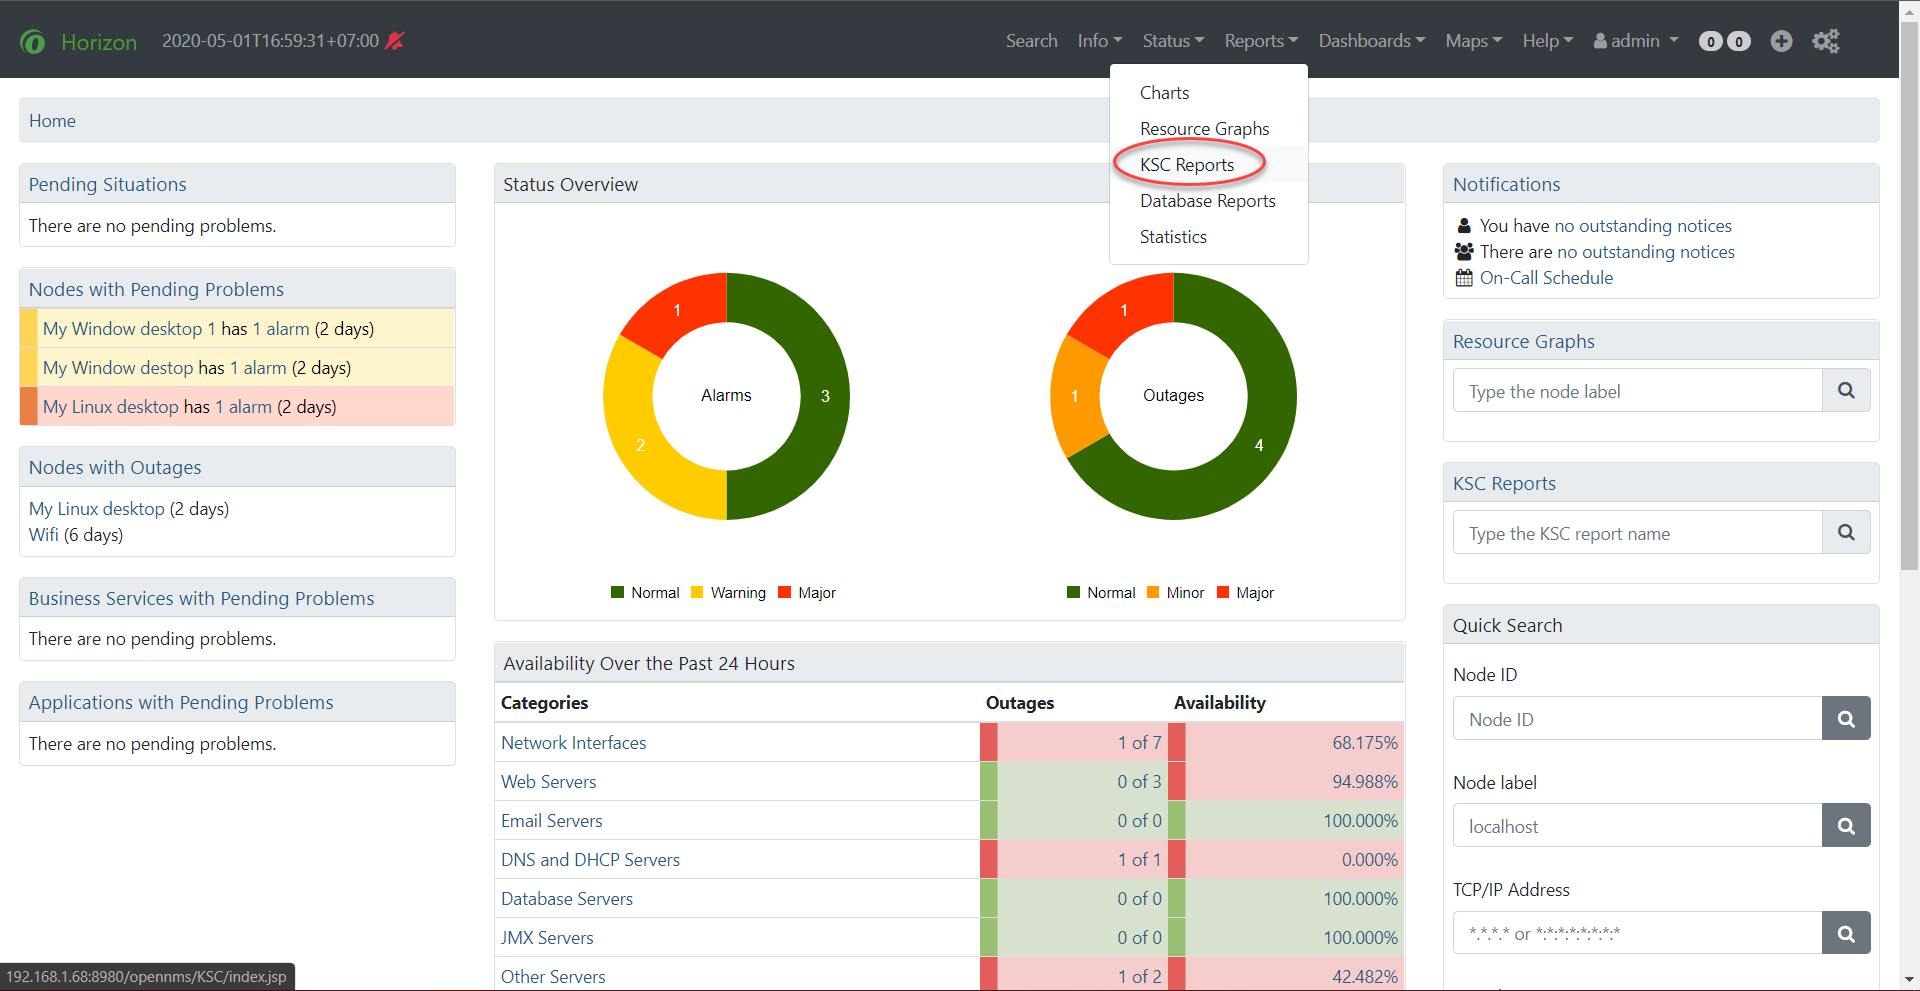 Horizon
2020-05-01T16:59:31+07:00
Search Info Status Reports Dashboards Maps Help admin 0 0
Charts
Resource Graphs
KSC Reports
Database Reports
Statistics
Home
Pending Situations
There are no pending problems.
Nodes with Pending Problems
My Window desktop 1 has 1 alarm (2 days)
My Window destop has 1 alarm (2 days)
My Linux desktop has 1 alarm (2 days)
Nodes with Outages
My Linux desktop (2 days)
Wifi (6 days)
Business Services with Pending Problems
There are no pending problems.
Applications with Pending Problems
There are no pending problems.
Status Overview
1
2
3
Alarms
Normal Warning Major
1
1
4
Outages
Normal Minor Major
Availability Over the Past 24 Hours
Categories Outages Availability
Network Interfaces 1 of 7 68.175%
Web Servers 0 of 3 94.988%
Email Servers 0 of 0 100.000%
DNS and DHCP Servers 1 of 1 0.000%
Database Servers 0 of 0 100.000%
JMX Servers 0 of 0 100.000%
Other Servers 1 of 2 42.482%
Notifications
You have no outstanding notices
There are no outstanding notices
On-Call Schedule
Resource Graphs
Type the node label
KSC Reports
Type the KSC report name
Quick Search
Node ID
Node ID
Node label
localhost
TCP/IP Address
*.*.*.* or *:*:*:*:*:*:*:*
192.168.1.68:8980/opennms/KSC/index.jsp